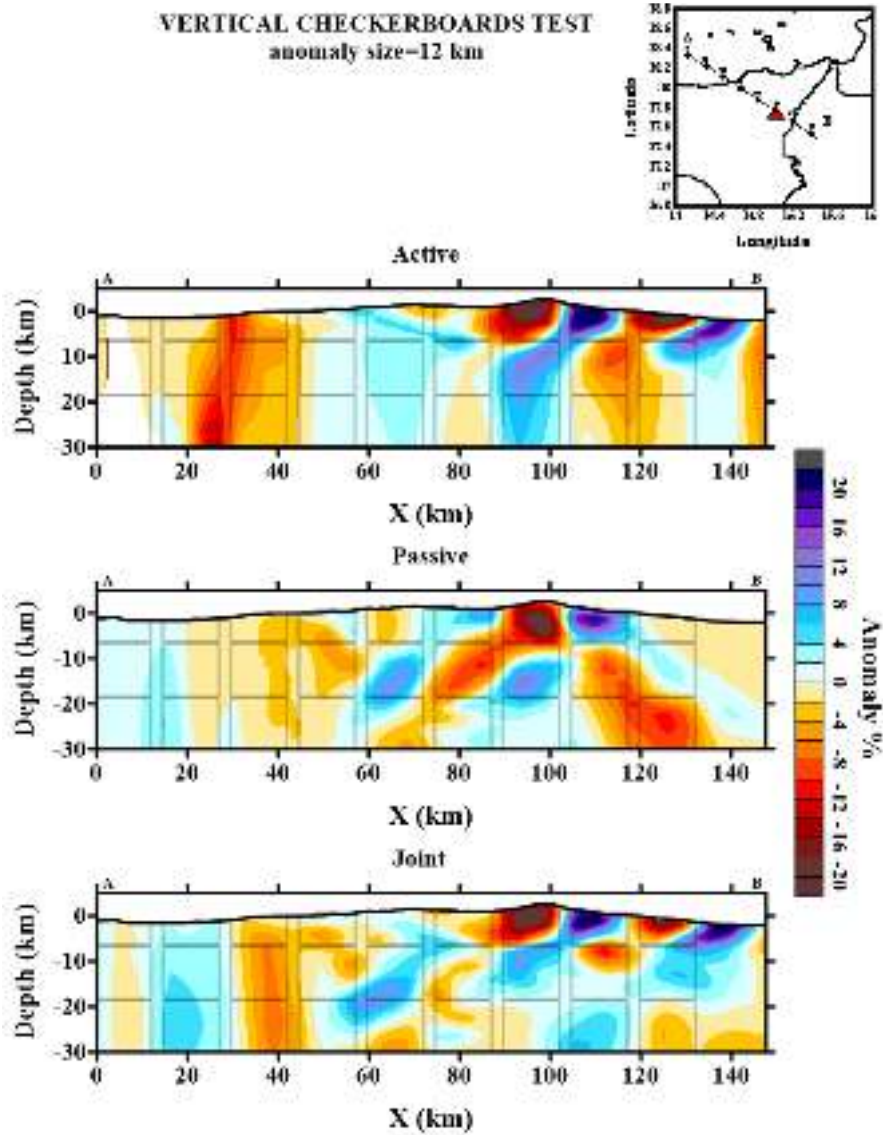 VERTICAL CHECKERBOARDS TEST
anomaly size=12 km
Latitude
Longitude
Active
A
B
0
10
20
-30
Depth (km)
0
20
40
60
80
100
120
140
X (km)
Passive
A
B
0
-10
-20
-30
Depth (km)
0
20
40
60
80
100
120
140
X (km)
Joint
A
B
0
-10
-20
-30
Depth (km)
0
20
40
60
80
100
120
140
X (km)
20
16
12
8
4
0
-4
-8
-12
-16
-20
Anomaly %